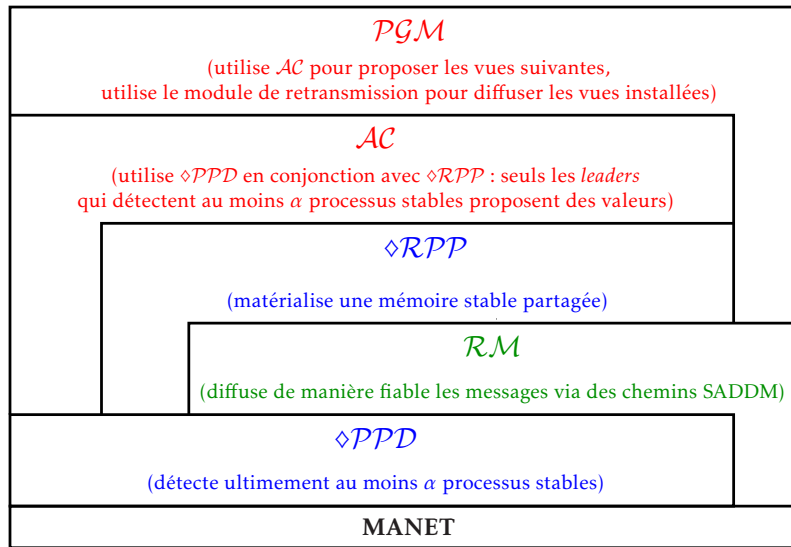 𝒫𝒢ℳ
(utilise 𝒜𝒞 pour proposer les vues suivantes,
utilise le module de retransmission pour diffuser les vues installées)
𝒜𝒞
(utilise ◊𝒫𝒫𝒟 en conjonction avec ◊ℛ𝒫𝒫 : seuls les leaders
qui détectent au moins α processus stables proposent des valeurs)
◊ℛ𝒫𝒫
(matérialise une mémoire stable partagée)
ℛℳ
(diffuse de manière fiable les messages via des chemins SADDM)
◊𝒫𝒫𝒟
(détecte ultimement au moins α processus stables)
MANET